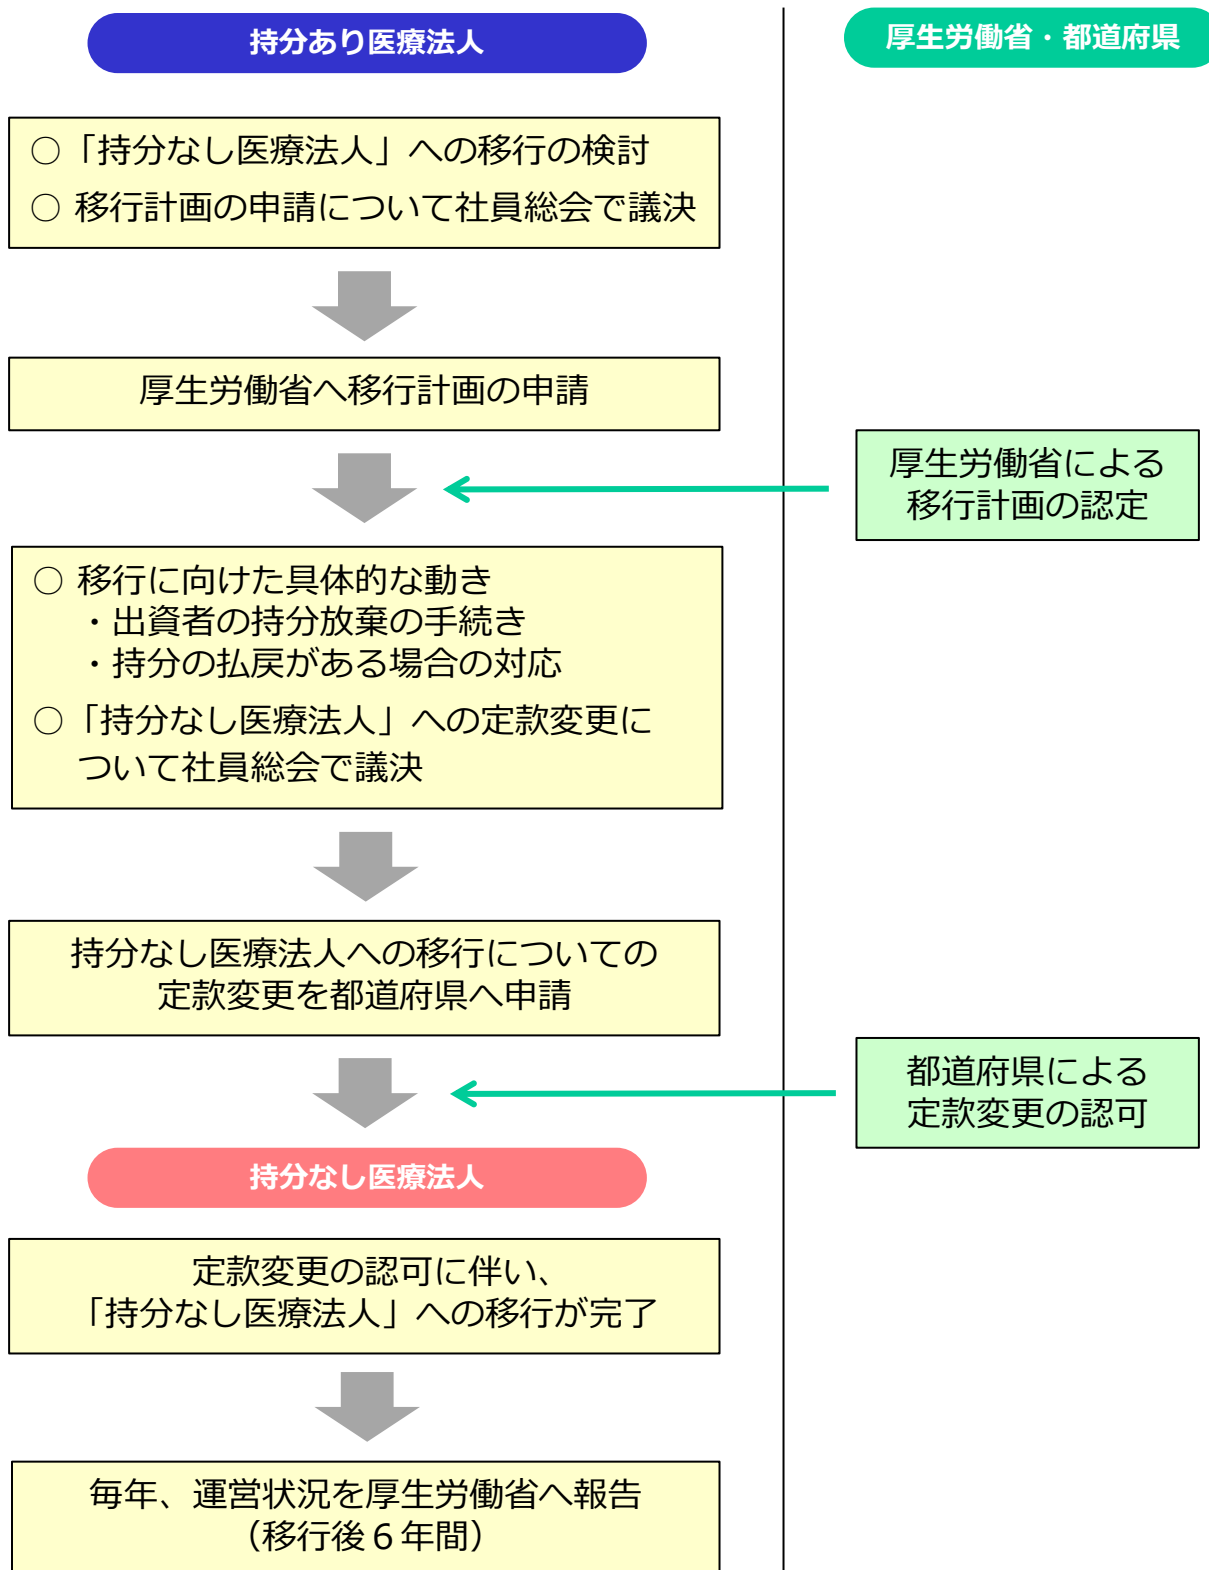 持分あり医療法人
厚生労働省・都道府県
○「持分なし医療法人」への移行の検討
○ 移行計画の申請について社員総会で議決
厚生労働省へ移行計画の申請
厚生労働省による
移行計画の認定
○ 移行に向けた具体的な動き
・出資者の持分放棄の手続き
・持分の払戻がある場合の対応
○「持分なし医療法人」への定款変更に
ついて社員総会で議決
持分なし医療法人への移行についての
定款変更を都道府県へ申請
都道府県による
定款変更の認可
持分なし医療法人
定款変更の認可に伴い、
「持分なし医療法人」への移行が完了
毎年、運営状況を厚生労働省へ報告
（移行後６年間）